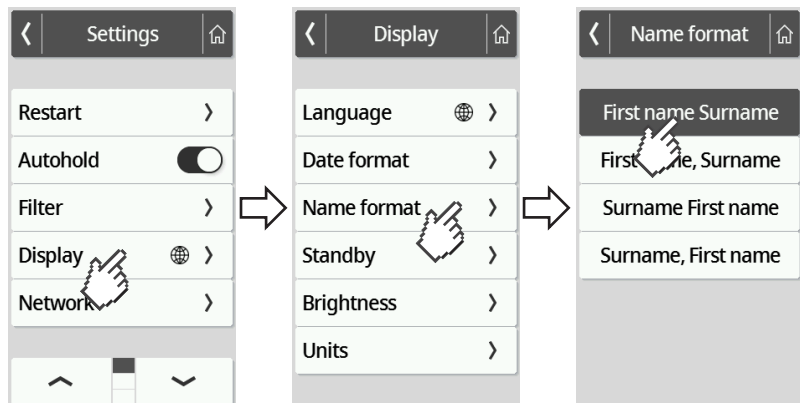 Settings
Restart
Autohold
Filter
Display
Network
Display
Language
Date format
Name format
Standby
Brightness
Units
Name format
First name Surname
First name, Surname
Surname First name
Surname, First name